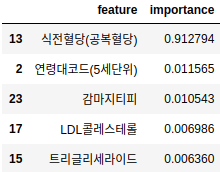 feature importance
13 식전혈당(공복혈당) 0.912794
2 연령대코드(5세단위) 0.011565
23 감마지티피 0.010543
17 LDL콜레스테롤 0.006986
15 트리글리세라이드 0.006360